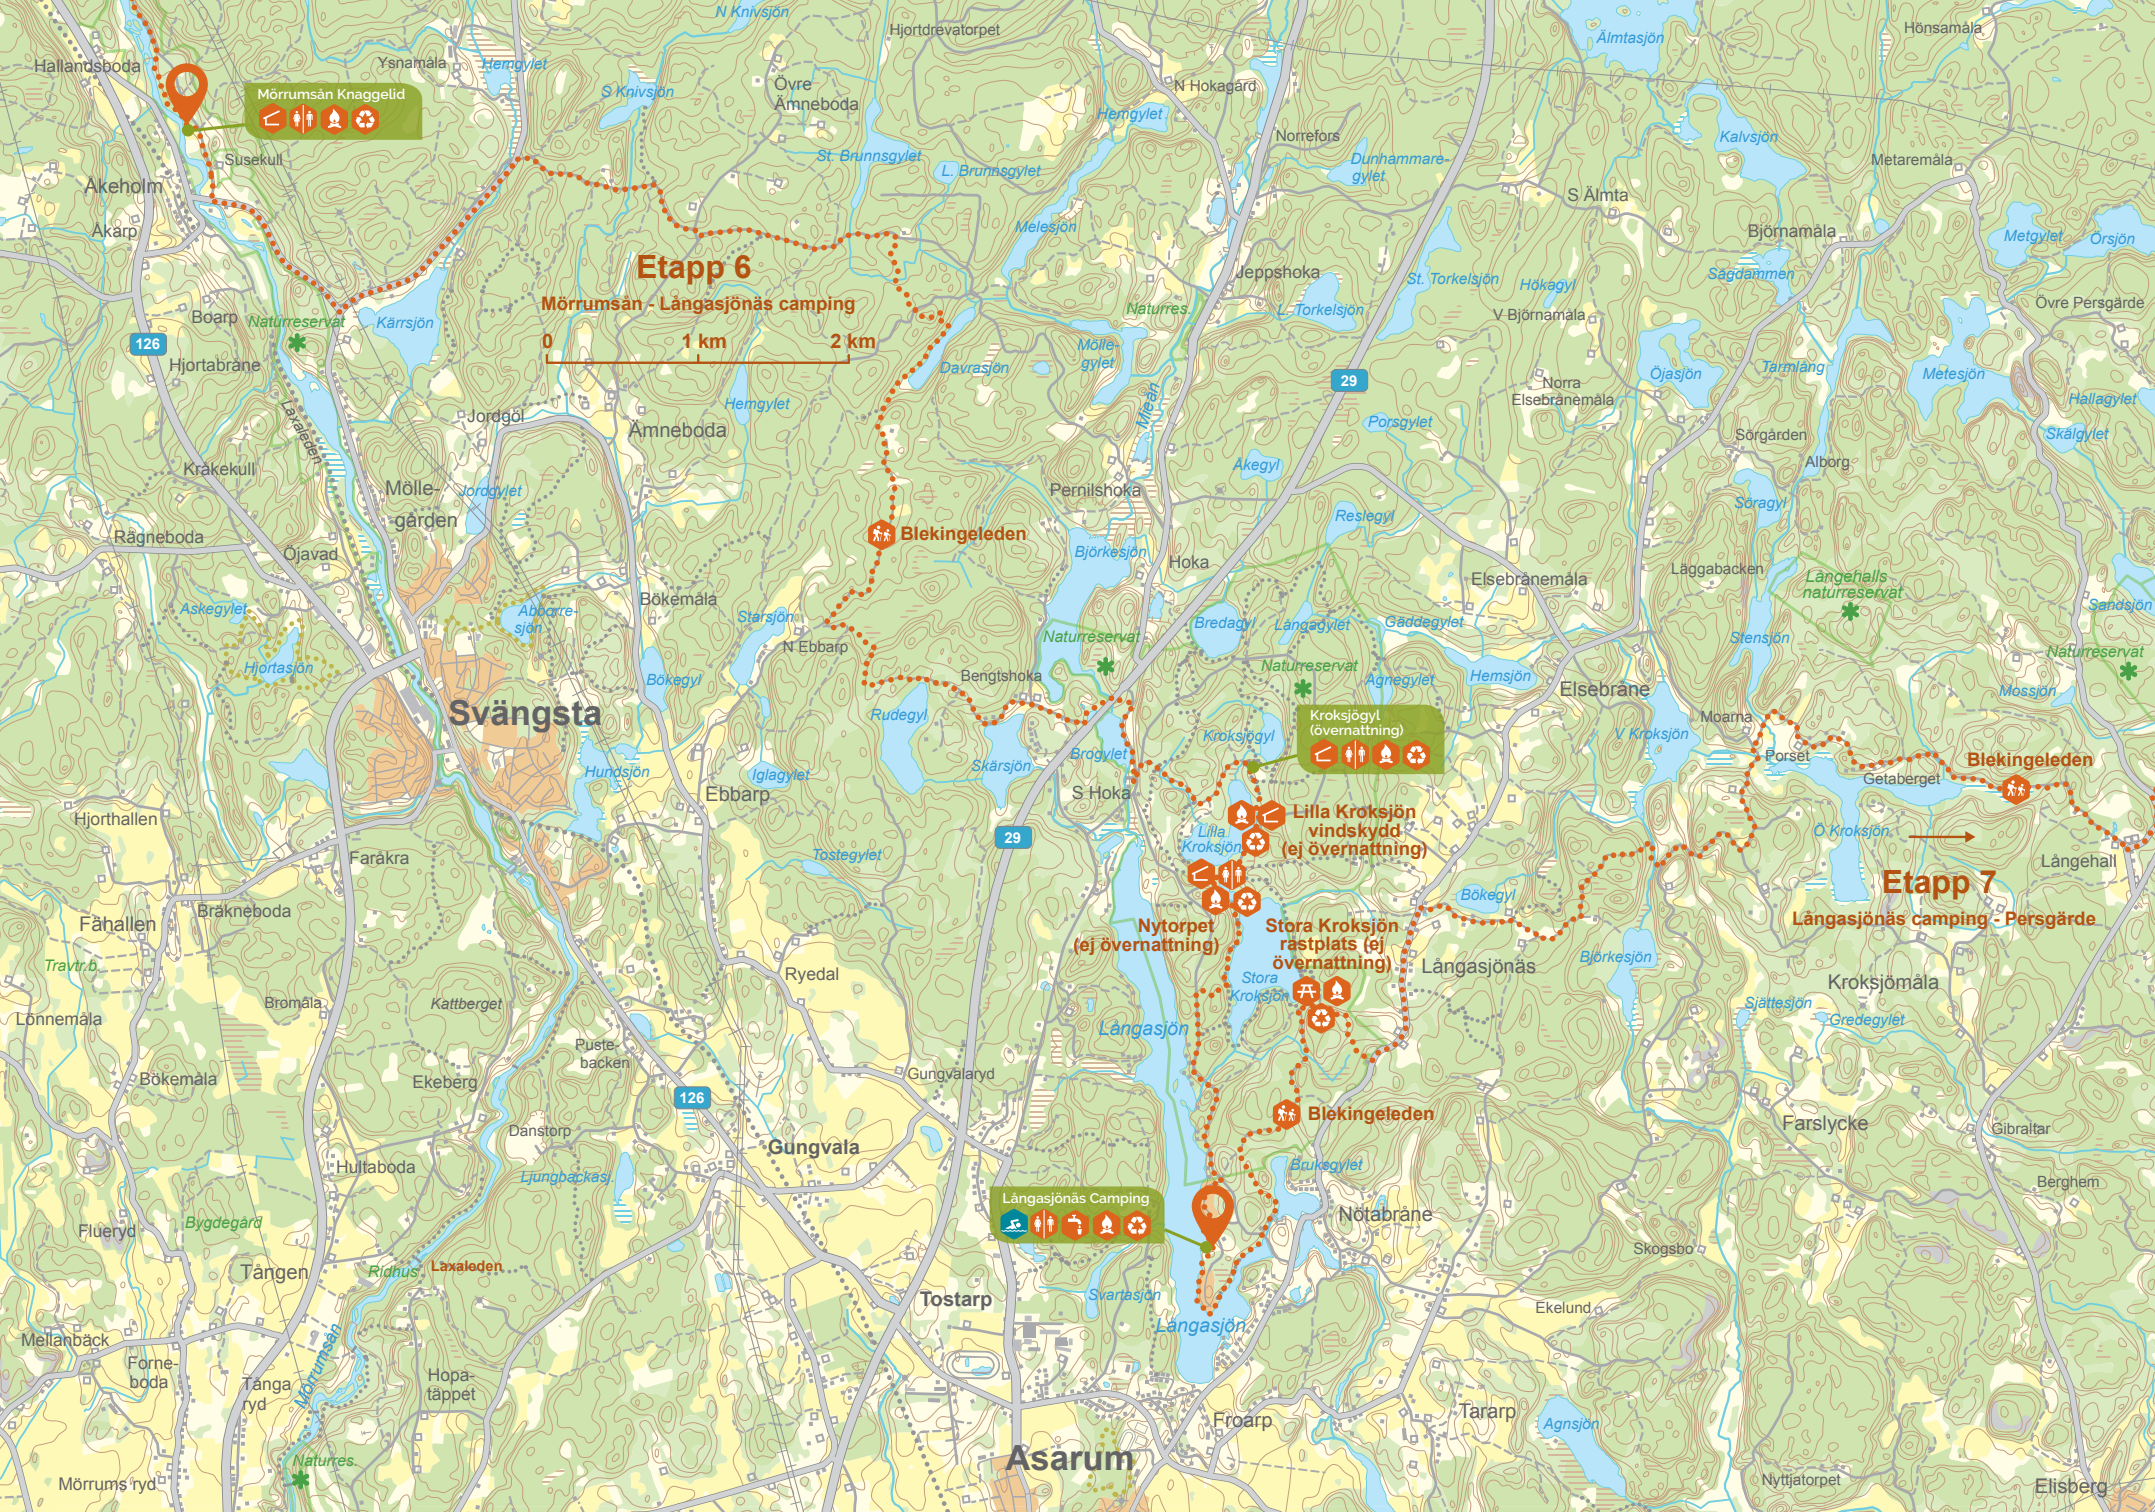 N Knivsjön
Hjortdrevatorpet
Älmtasjön
Hönsamåla
Hallandsboda
Ysnamåla
Hemgylet
S Knivsjön
Övre
Ämneboda
N Hokagård
Hemgylet
Mörrumsån Knaggelid
Norrefors
Kalvsjön
Susekull
St. Brunnsgylet
L. Brunnsgylet
Dunhammare-
gylet
Metaremåla
Åkeholm
S Älmta
Åkarp
Melesjön
Björnamåla
Metgylet
Örsjön
Etapp 6
Mörrumsån - Långasjönäs camping
0
1 km
2 km
Jeppshoka
St. Torkelsjön
Hökagyl
Sågdammen
Övre Persgärde
Boarp
Naturreservat
Kärrsjön
Naturres.
L. Torkelsjön
V Björnamåla
126
Hjortabråne
Davrasjön
Mölle-
gylet
29
Norra
Elsebrånemåla
Öjasjön
Tarmlång
Metesjön
Hallagylet
Laxaleden
Jordgöl
Hemgylet
Ämneboda
Mieån
Porsgylet
Sörgården
Skälgylet
Kråkekull
Mölle-
gården
Jordgylet
Åkegyl
Alborg
Pernilshoka
Reslegyl
Söragyl
Rägneboda
Öjavad
Blekingeleden
Björkesjön
Hoka
Elsebrånemåla
Läggabacken
Långehalls
naturreservat
Askegylet
Abborre-
sjön
Bökemåla
Starsjön
N Ebbarp
Naturreservat
Bredagyl
Långagylet
Gäddegylet
Stensjön
Sandsjön
Hjortasjön
Bökegyl
Bengtshoka
Naturreservat
Agnegylet
Hemsjön
Elsebråne
Naturreservat
Mossjön
Svängsta
Rudegyl
Kroksjögyl
(övernattning)
Moarna
V Kroksjön
Porset
Brogylet
Kroksjögyl
Hundsjön
Iglagylet
Skärsjön
Getaberget
Blekingeleden
Ebbarp
S Hoka
Hjorthallen
29
Lilla
Kroksjön
Lilla Kroksjön
vindskydd
(ej övernattning)
Ö Kroksjön
Faråkra
Tostegylet
Långehall
Etapp 7
Långasjönäs camping - Persgärde
Bräkneboda
Fåhallen
Nytorpet
(ej övernattning)
Stora Kroksjön
rastplats (ej
övernattning)
Bökegyl
Björkesjön
Travtr.b.
Ryedal
Stora
Kroksjön
Långasjönäs
Kroksjömåla
Bromåla
Kattberget
Sjättesjön
Gredegylet
Lönnemåla
Långasjön
Puste-
backen
Bökemåla
Ekeberg
Gungvalaryd
126
Blekingeleden
Farslycke
Gibraltar
Danstorp
Gungvala
Hultaboda
Ljungbackasj.
Bruksgylet
Berghem
Långasjönäs Camping
Flueryd
Bygdegård
Nötabråne
Skogsbo
Tången
Ridhus
Laxaleden
Svartasjön
Tostarp
Ekelund
Långasjön
Mellanbäck
Mörrumsån
Forne-
boda
Tånga
ryd
Hopa-
täppet
Froarp
Tararp
Agnsjön
Asarum
Naturres.
Mörrums ryd
Nyttjatorpet
Elisberg